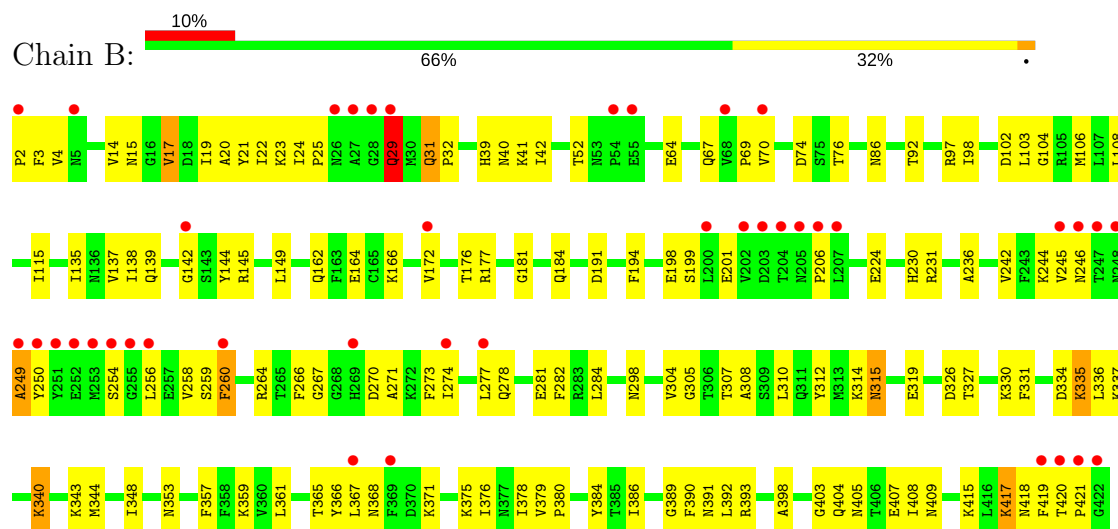 10%
Chain B:
66% 32% •
P2 F3 V4 N5 V14 N15 G16 V17 D18 I19 A20 Y21 I22 K23 I24 P25 N26 A27 G28 Q29 M30 Q31 P32 H39 N40 K41 I42 T52 N53 P54 E55 E64 Q67 V68 P69 V70 D74 S75 T76 N86 T92 R97 I98 D102 L103 G104 R105 M106 L107 L108
I115 I135 N136 V137 I138 Q139 G142 S143 Y144 R145 L149 Q162 F163 E164 C165 K166 V172 T176 R177 G181 Q184 D191 F194 E198 S199 L200 E201 V202 D203 T204 N205 P206 L207 E224 H230 R231 A236 V242 F243 K244 V245 N246 T247 N248
A249 Y250 Y251 E252 M253 S254 G255 L256 E257 V258 S259 F260 R264 T265 F266 G267 G268 H269 D270 A271 K272 F273 I274 L277 Q278 E281 F282 R283 L284 N298 V304 G305 T306 T307 A308 S309 L310 Q311 Y312 M313 K314 N315 E319 D326 T327 K330 F331 D334 K335 L336 K337
K340 K343 M344 I348 N353 F357 F358 K359 V360 L361 T365 Y366 L367 N368 F369 D370 K371 K375 I376 N377 I378 V379 P380 Y384 T385 I386 G389 F390 N391 L392 R393 A398 G403 Q404 N405 T406 E407 I408 N409 K415 L416 K417 N418 F419 T420 P421 G422